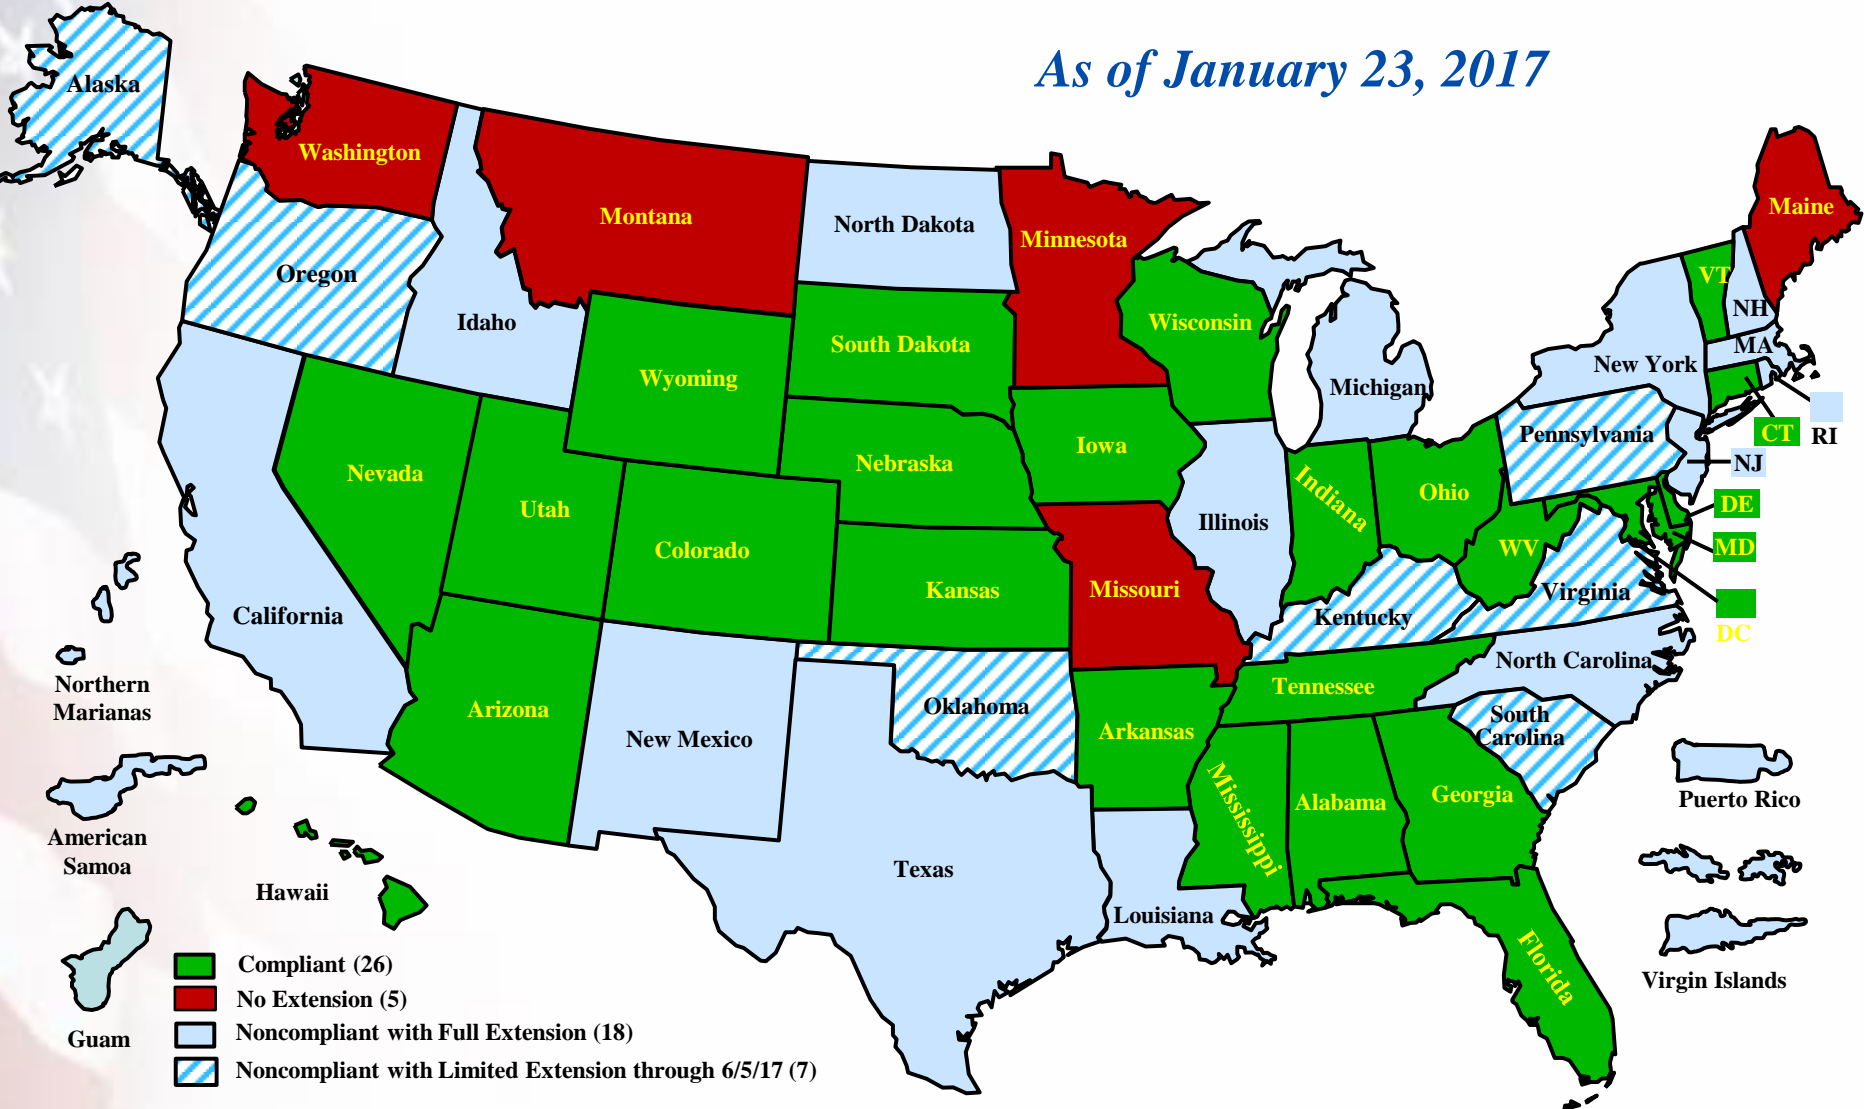 As of January 23, 2017
Alaska
Washington
Montana
North Dakota
Minnesota
Maine
Oregon
Idaho
Wyoming
South Dakota
Wisconsin
Michigan
New York
VT
NH
MA
CT
RI
NJ
Pennsylvania
DE
MD
DC
Nevada
Utah
Colorado
Nebraska
Iowa
Illinois
Indiana
Ohio
WV
Virginia
Kentucky
California
Kansas
Missouri
North Carolina
Tennessee
South
Carolina
Arizona
New Mexico
Oklahoma
Arkansas
Mississippi
Alabama
Georgia
Texas
Louisiana
Florida
Northern
Marianas
American
Samoa
Hawaii
Guam
Puerto Rico
Virgin Islands
Compliant (26)
No Extension (5)
Noncompliant with Full Extension (18)
Noncompliant with Limited Extension through 6/5/17 (7)